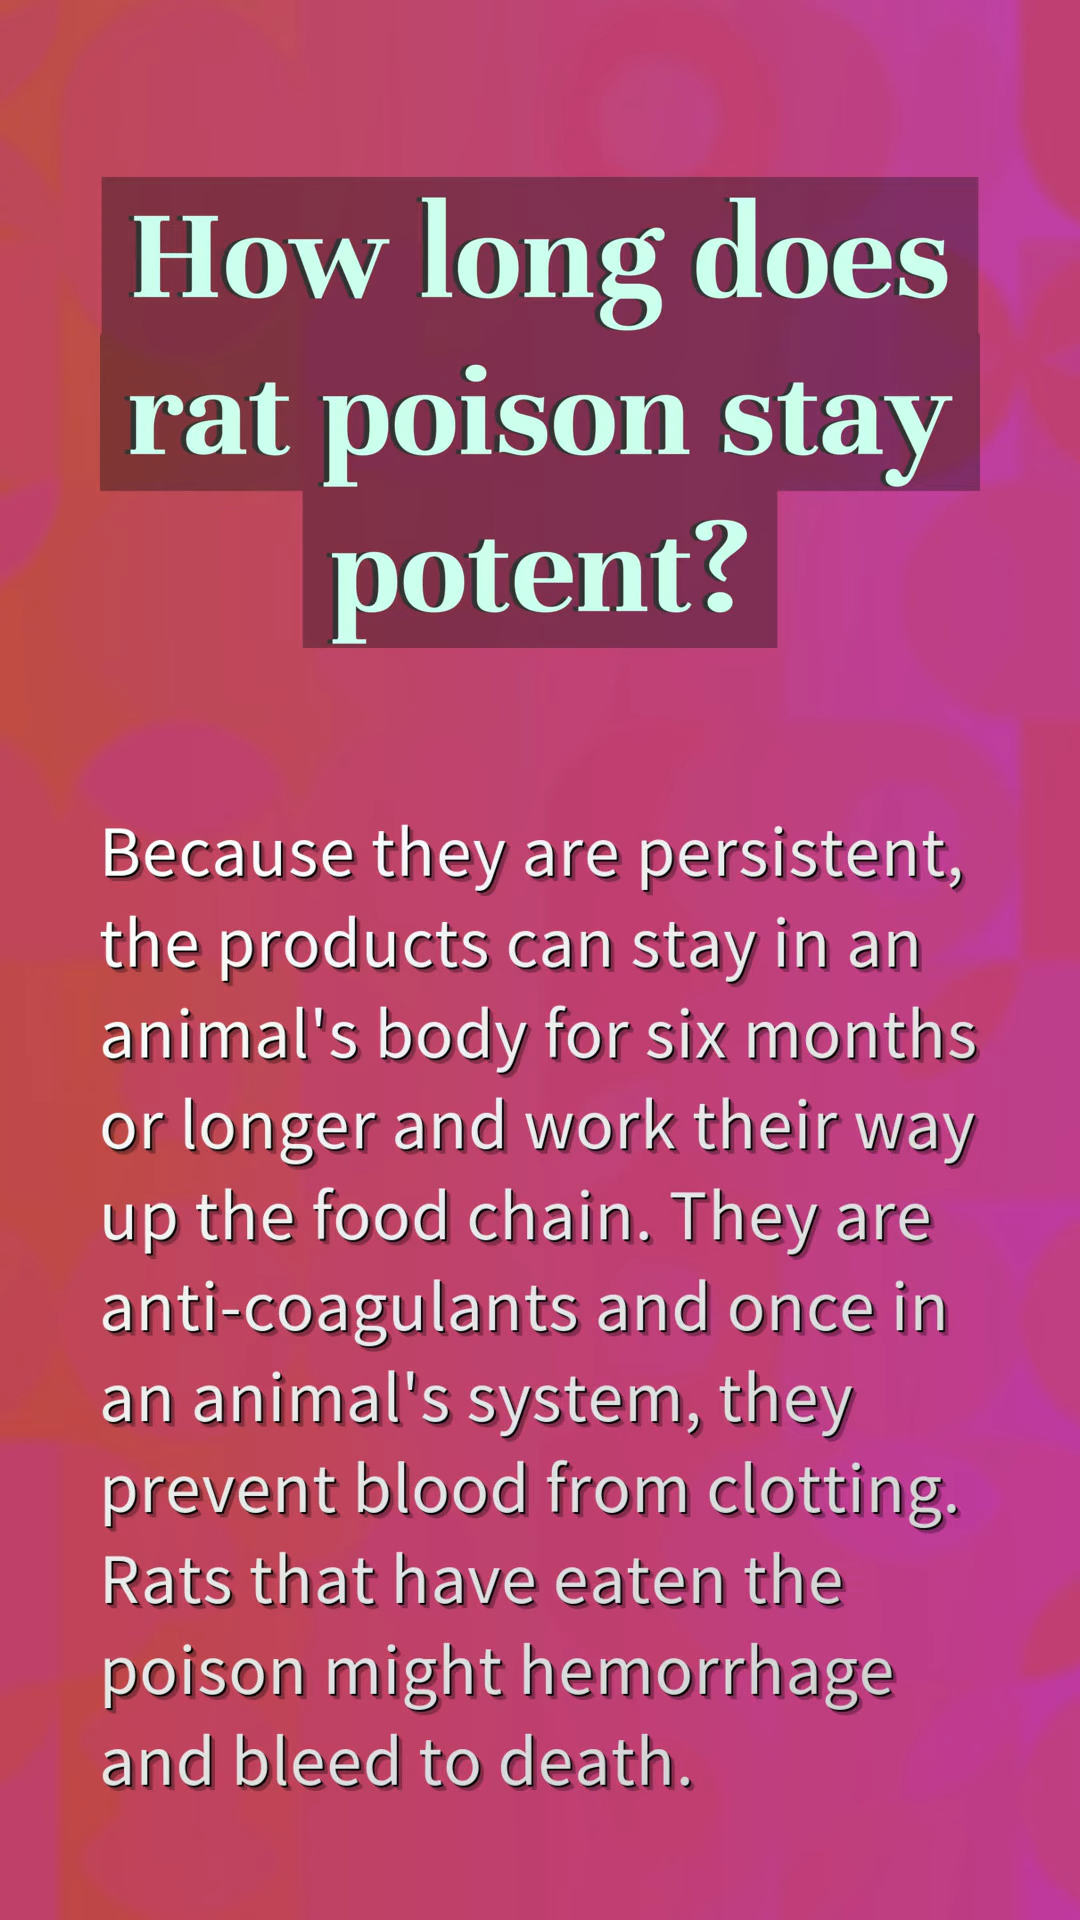 How long does
rat poison stay
potent?
Because they are persistent,
the products can stay in an
animal's body for six months
or longer and work their way
up the food chain. They are
anti-coagulants and once in
an animal's system, they
prevent blood from clotting.
Rats that have eaten the
poison might hemorrhage
and bleed to death.